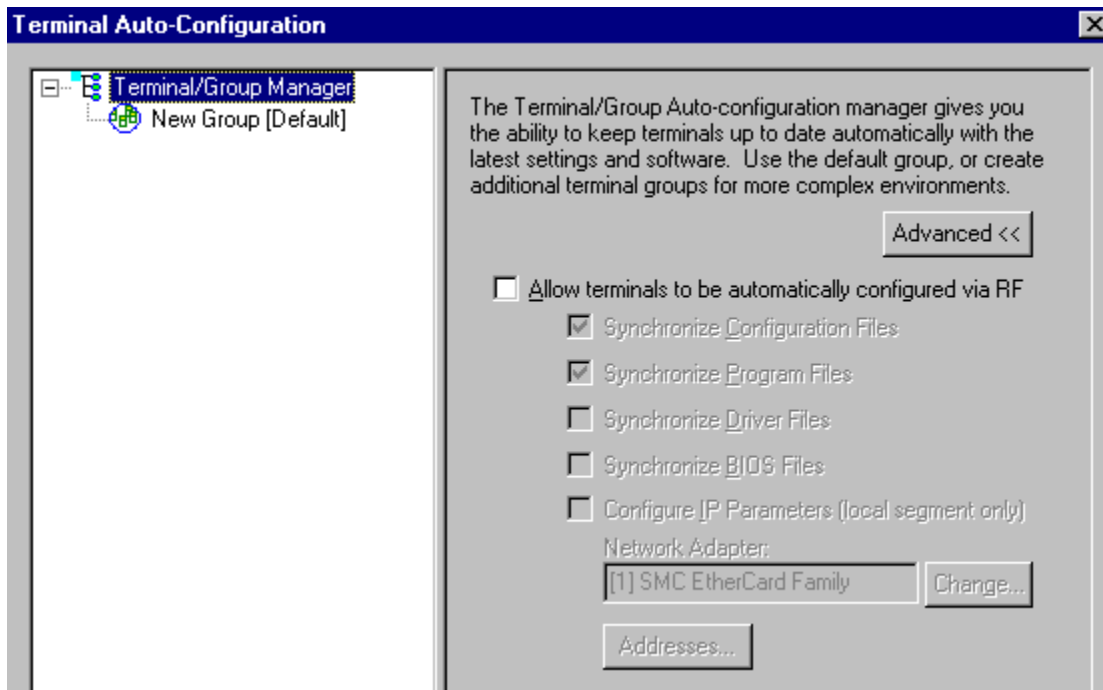 Terminal Auto-Configuration
Terminal/Group Manager
New Group [Default]
The Terminal/Group Auto-configuration manager gives you
the ability to keep terminals up to date automatically with the
latest settings and software.  Use the default group, or create
additional terminal groups for more complex environments.
Advanced <<
Allow terminals to be automatically configured via RF
Synchronize Configuration Files
Synchronize Program Files
Synchronize Driver Files
Synchronize BIOS Files
Configure IP Parameters (local segment only)
Network Adapter:
[1] SMC EtherCard Family
Change...
Addresses...